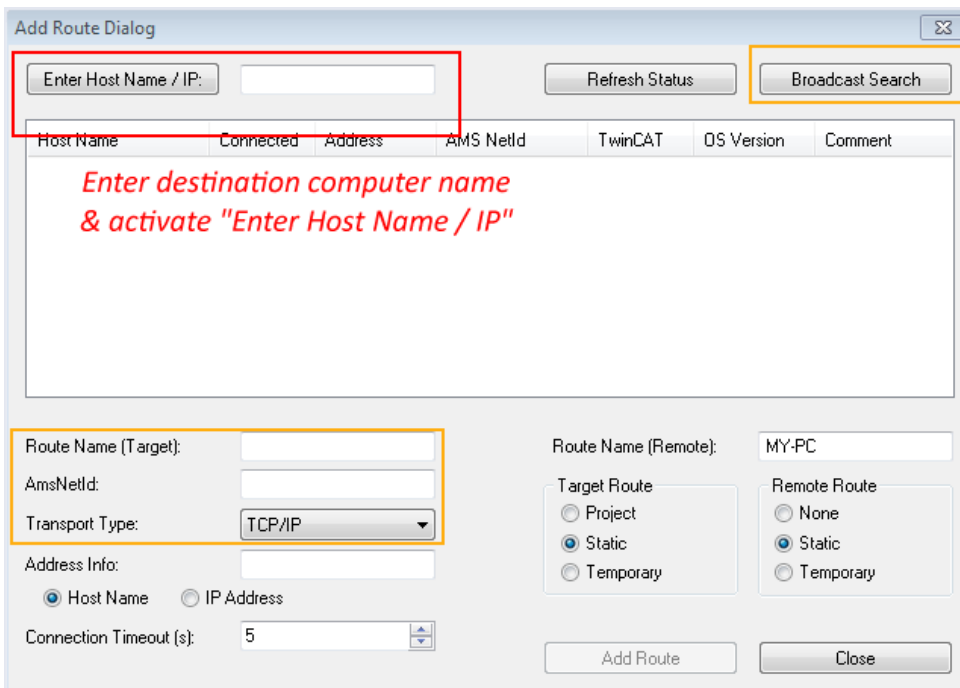 Add Route Dialog
Enter Host Name / IP: Refresh Status Broadcast Search
Host Name Connected Address AMS NetId TwinCAT OS Version Comment
Enter destination computer name
& activate "Enter Host Name / IP"
Route Name (Target): Route Name (Remote): MY-PC
AmsNetId: Target Route Remote Route
Project None
Transport Type: TCP/IP
Static Static
Address Info:
Temporary Temporary
Host Name IP Address
Connection Timeout (s): 5
Add Route Close